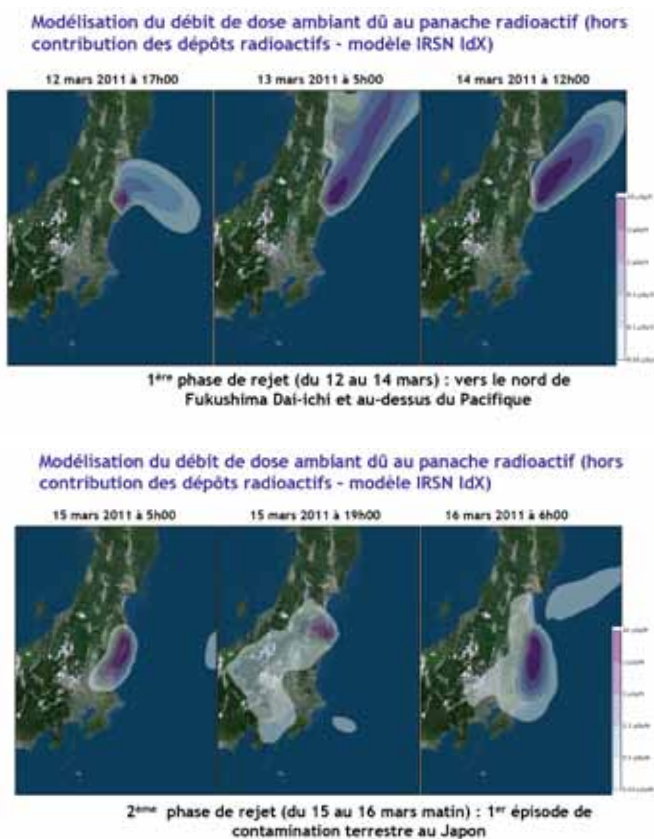 Modélisation du débit de dose ambiant dû au panache radioactif (hors
contribution des dépôts radioactifs - modèle IRSN IdX)
12 mars 2011 à 17h00
13 mars 2011 à 5h00
14 mars 2011 à 12h00
1ère phase de rejet (du 12 au 14 mars) : vers le nord de
Fukushima Dai-ichi et au-dessus du Pacifique
Modélisation du débit de dose ambiant dû au panache radioactif (hors
contribution des dépôts radioactifs - modèle IRSN IdX)
15 mars 2011 à 5h00
15 mars 2011 à 19h00
16 mars 2011 à 6h00
2ème phase de rejet (du 15 au 16 mars matin) : 1er épisode de
contamination terrestre au Japon